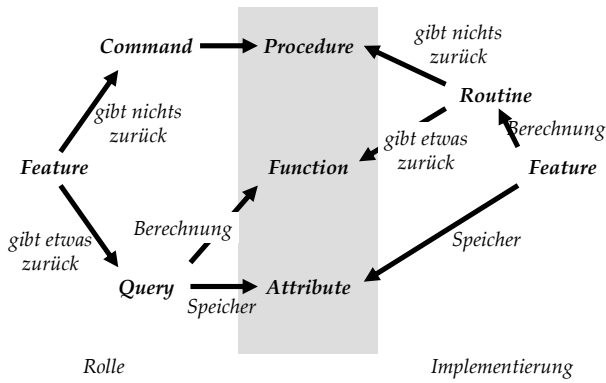 Command
Procedure
gibt nichts
zurück
Routine
gibt nichts
zurück
Berechnung
gibt etwas
zurück
Feature
Function
Feature
Berechnung
gibt etwas
zurück
Speicher
Query
Attribute
Speicher
Rolle
Implementierung